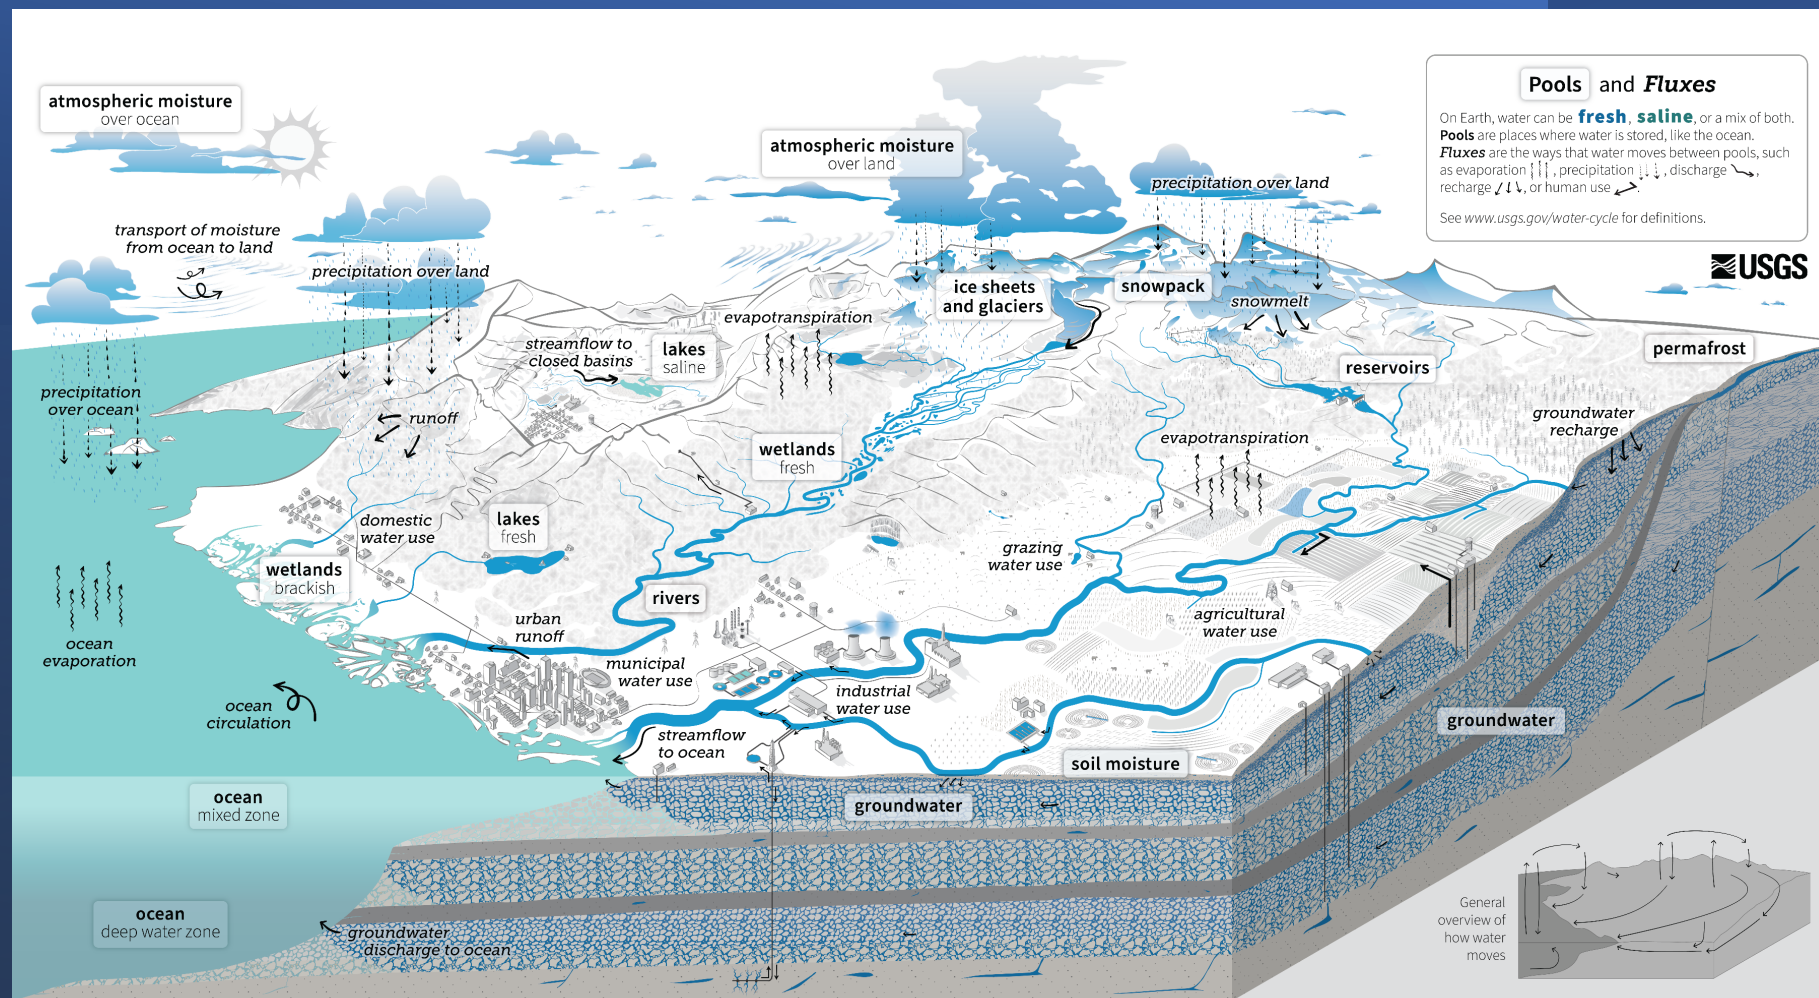 atmospheric moisture
over ocean
atmospheric moisture
over land
Pools and Fluxes
On Earth, water can be fresh, saline, or a mix of both.
Pools are places where water is stored, like the ocean.
Fluxes are the ways that water moves between pools, such
as evaporation , precipitation , discharge ,
recharge , or human use .
See www.usgs.gov/water-cycle for definitions.
USGS
transport of moisture
from ocean to land
precipitation over land
precipitation over land
ice sheets
and glaciers
snowpack
snowmelt
evapotranspiration
streamflow to
closed basins
lakes
saline
permafrost
reservoirs
precipitation
over ocean
runoff
groundwater
recharge
evapotranspiration
wetlands
fresh
domestic
water use
lakes
fresh
grazing
water use
wetlands
brackish
rivers
urban
runoff
agricultural
water use
ocean
evaporation
municipal
water use
industrial
water use
ocean
circulation
streamflow
to ocean
groundwater
soil moisture
ocean
mixed zone
groundwater
ocean
deep water zone
groundwater
discharge to ocean
General
overview of
how water
moves